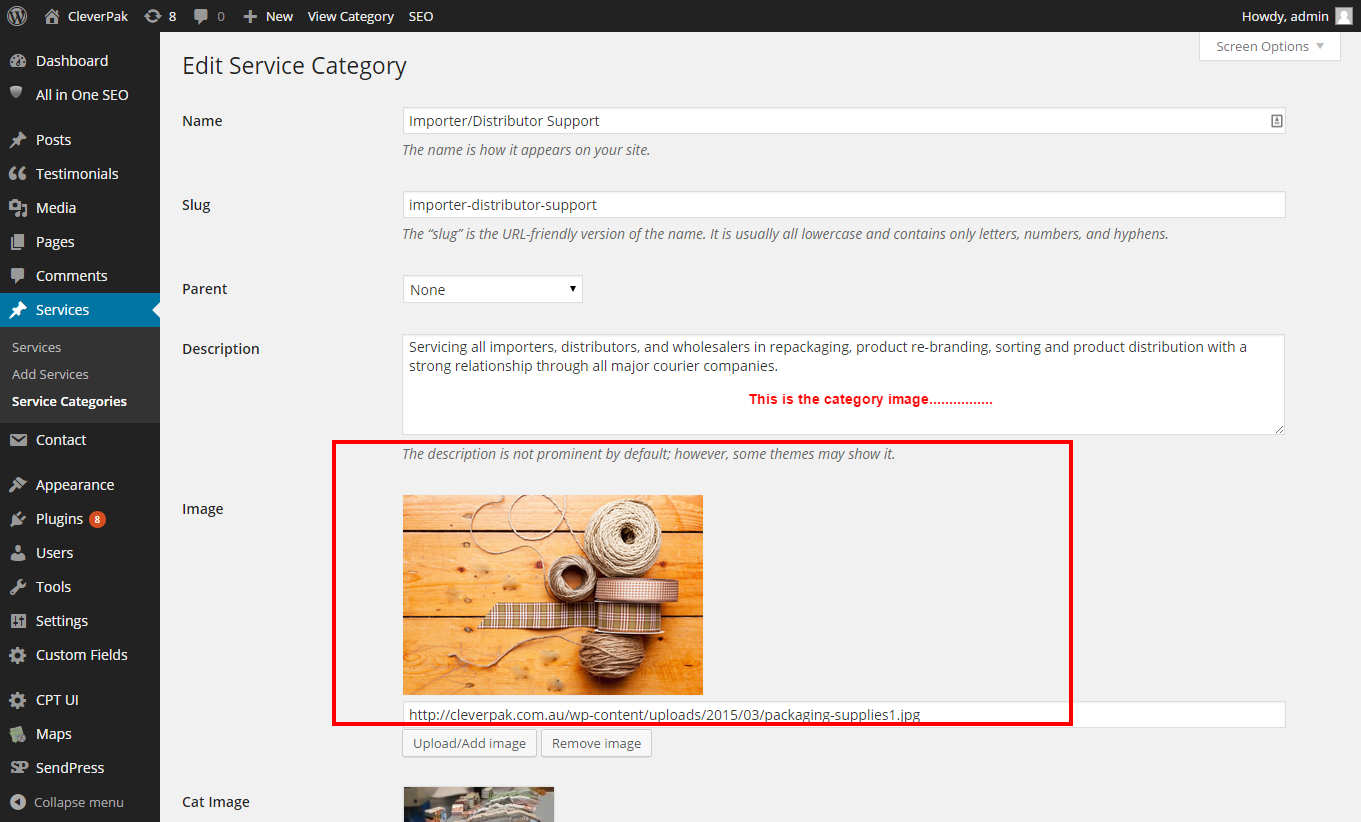 CleverPak 8 0 New View Category SEO Howdy, admin
Screen Options
Dashboard
All in One SEO
Posts
Testimonials
Media
Pages
Comments
Services
Services
Add Services
Service Categories
Contact
Appearance
Plugins 8
Users
Tools
Settings
Custom Fields
CPT UI
Maps
SP SendPress
Collapse menu
Edit Service Category
Name
Importer/Distributor Support
The name is how it appears on your site.
Slug
importer-distributor-support
The “slug” is the URL-friendly version of the name. It is usually all lowercase and contains only letters, numbers, and hyphens.
Parent
None
Description
Servicing all importers, distributors, and wholesalers in repackaging, product re-branding, sorting and product distribution with a
strong relationship through all major courier companies.
This is the category image................
The description is not prominent by default; however, some themes may show it.
Image
http://cleverpak.com.au/wp-content/uploads/2015/03/packaging-supplies1.jpg
Upload/Add image Remove image
Cat Image